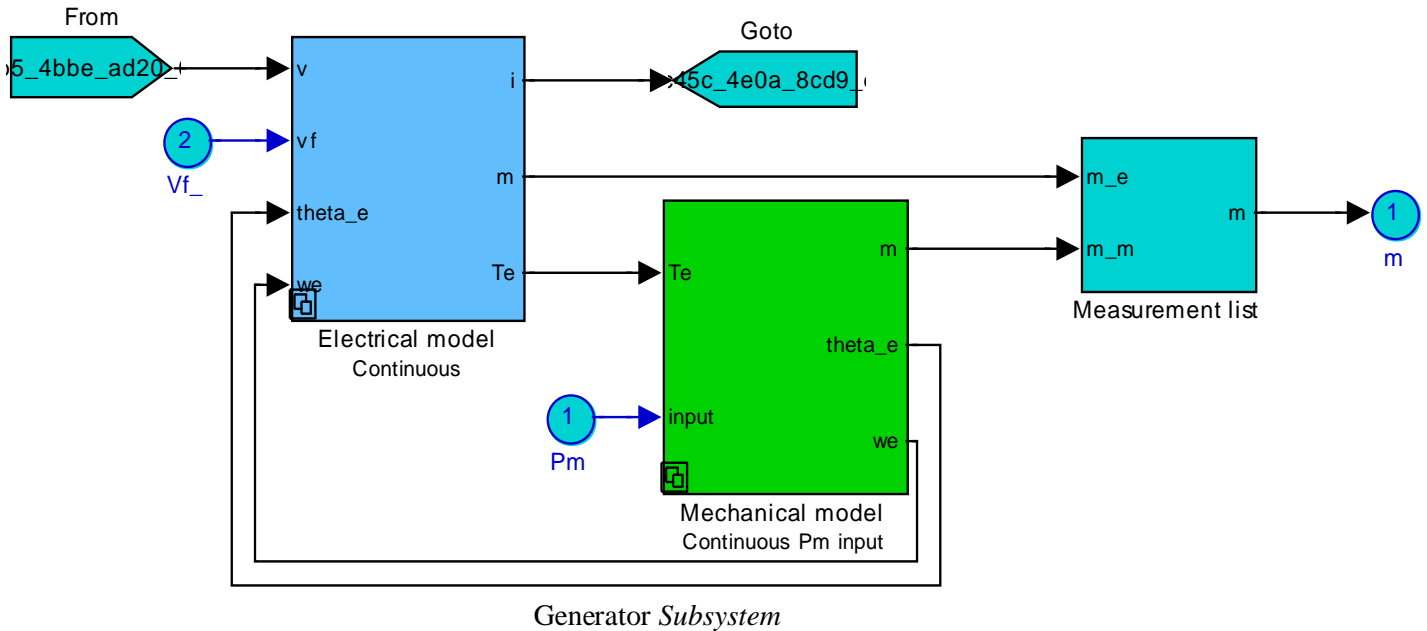 From
Goto
45c_4e0a_8cd9_
5_4bbe_ad20_
v
i
2
vf
Vf_
m
m_e
theta_e
m
1
m
m_m
m
Te
Te
we
Electrical model
Continuous
Measurement list
theta_e
1
input
Pm
we
Mechanical model
Continuous Pm input
Generator Subsystem